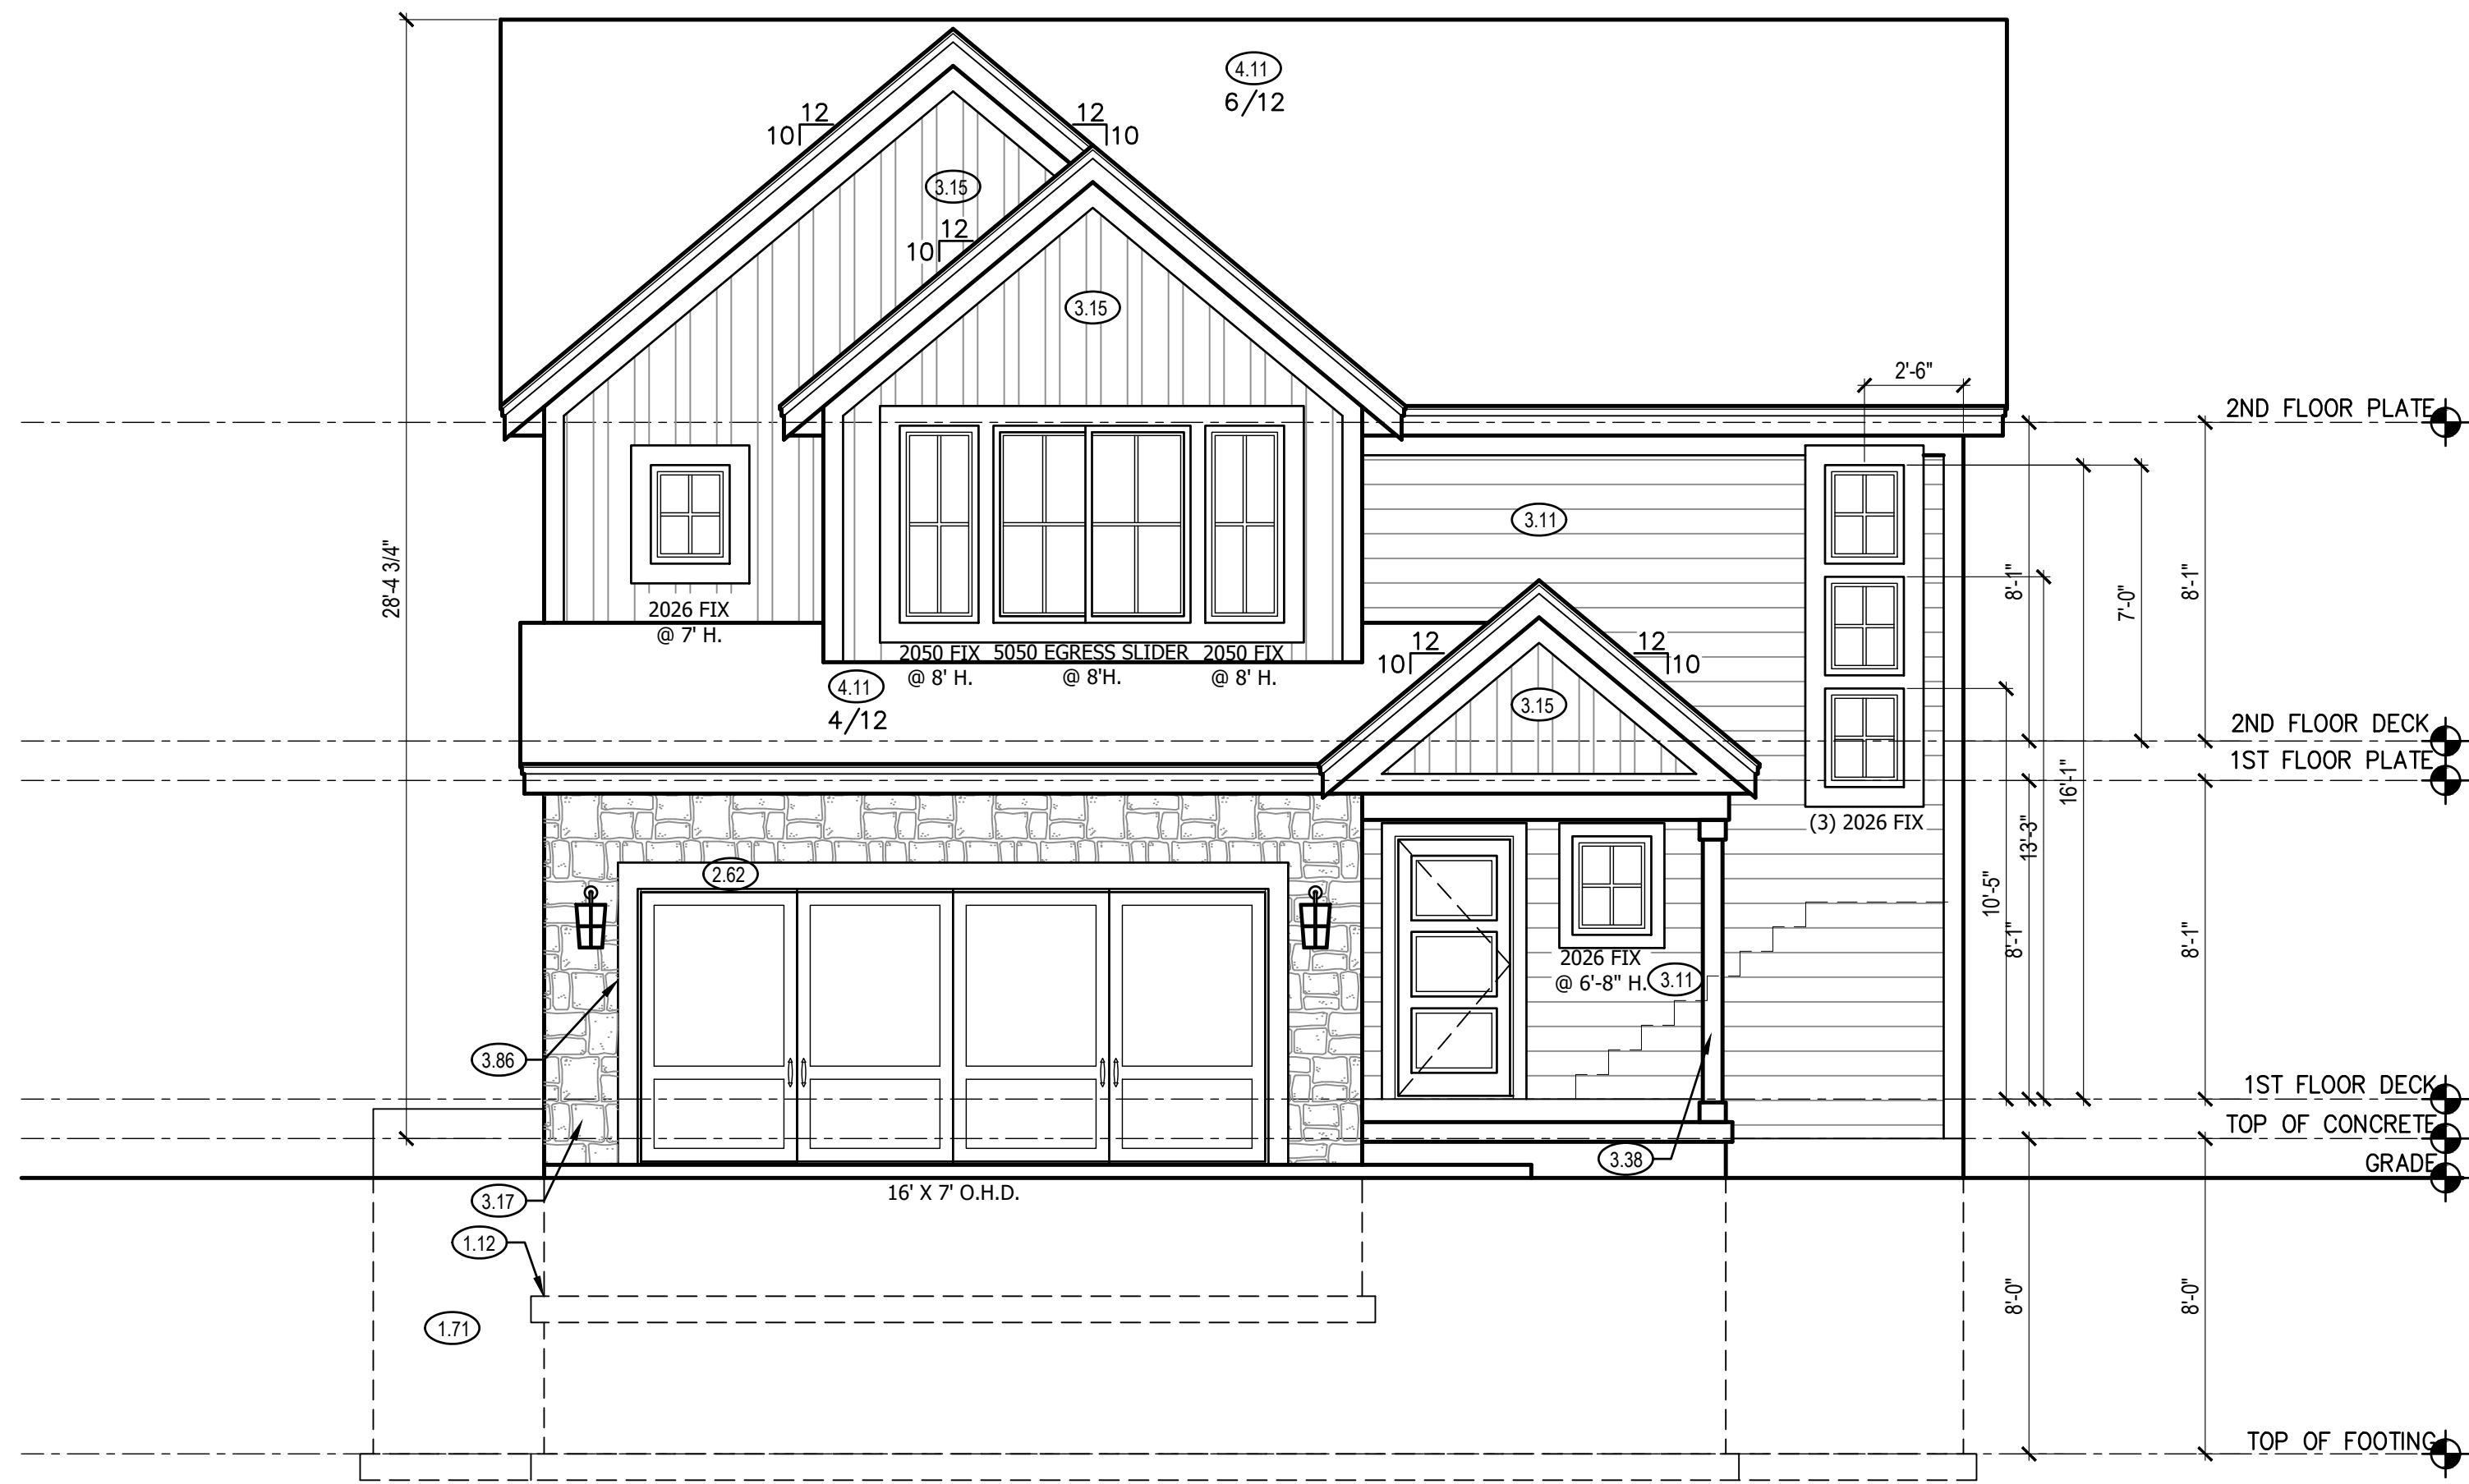 4.11
6/12
12
10
12
10
3.15
12
10
3.15
2'-6"
2ND FLOOR PLATE
3.11
28'-4 3/4"
8'-1"
7'-0"
8'-1"
2026 FIX
@ 7' H.
2050 FIX
@ 8' H.
5050 EGRESS SLIDER
@ 8'H.
2050 FIX
@ 8' H.
12
10
12
10
4.11
4/12
3.15
2ND FLOOR DECK
1ST FLOOR PLATE
16'-1"
(3) 2026 FIX
13'-3"
2.62
10'-5"
8'-1"
8'-1"
2026 FIX
@ 6'-8" H.
3.11
3.86
1ST FLOOR DECK
TOP OF CONCRETE
3.38
GRADE
3.17
16' X 7' O.H.D.
1.12
8'-0"
8'-0"
1.71
TOP OF FOOTING